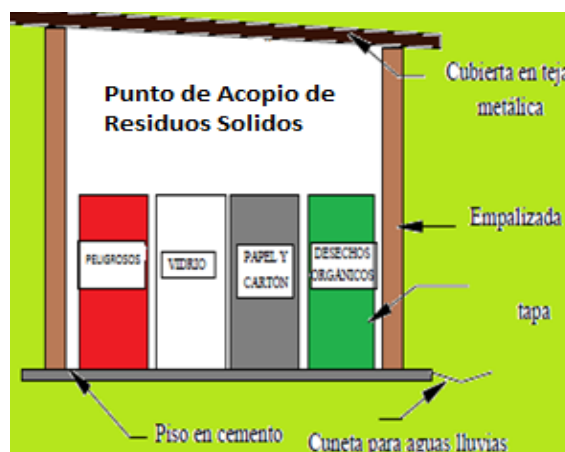 Punto de Acopio de
Residuos Solidos
Cubierta en teja
metálica
Empalizada
PELIGROSOS
VIDRIO
PAPEL Y
CARTON
DESECHOS
ORGÁNICOS
tapa
Piso en cemento
Cuneta para aguas lluvias